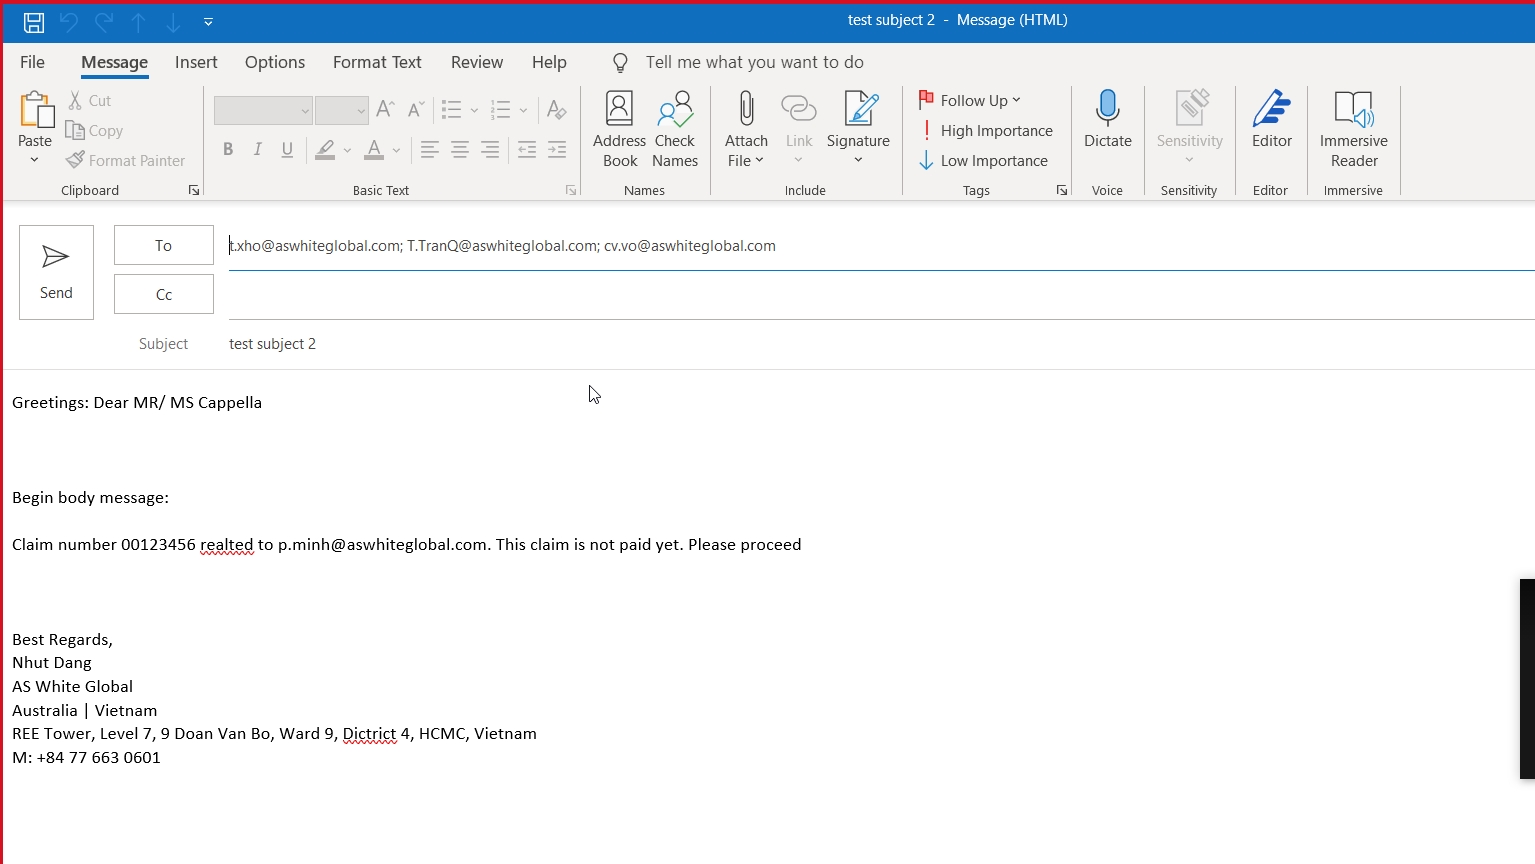 test subject 2 - Message (HTML)
File Message Insert Options Format Text Review Help Tell me what you want to do
Paste
Cut
Copy
Format Painter
Clipboard
B I U A
Basic Text
Address Book
Check Names
Names
Attach File
Link
Signature
Include
Follow Up
High Importance
Low Importance
Tags
Dictate
Voice
Sensitivity
Sensitivity
Editor
Editor
Immersive Reader
Immersive
Send
To t.xho@aswhiteglobal.com; T.TranQ@aswhiteglobal.com; cv.vo@aswhiteglobal.com
Cc
Subject test subject 2
Greetings: Dear MR/ MS Cappella
Begin body message:
Claim number 00123456 realted to p.minh@aswhiteglobal.com. This claim is not paid yet. Please proceed
Best Regards,
Nhut Dang
AS White Global
Australia | Vietnam
REE Tower, Level 7, 9 Doan Van Bo, Ward 9, Dictrict 4, HCMC, Vietnam
M: +84 77 663 0601